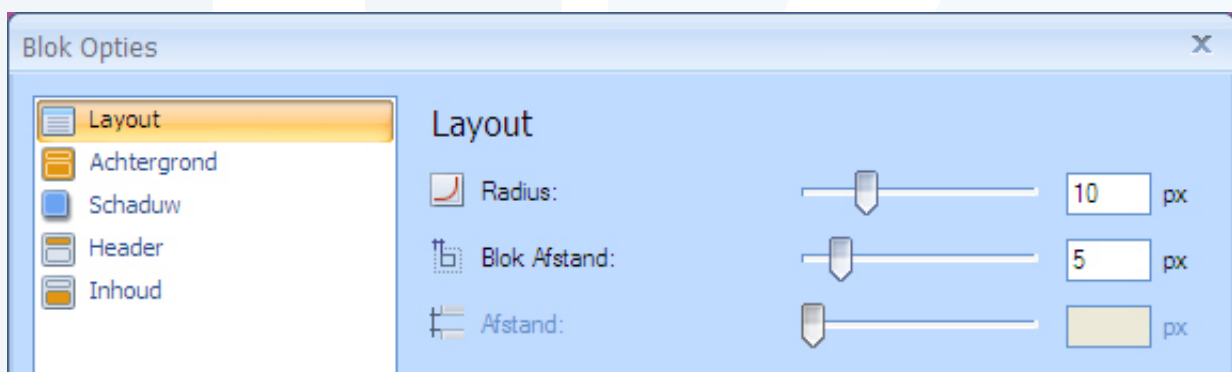 Blok Opties
Layout
Achtergrond
Schaduw
Header
Inhoud
Layout
Radius: 10 px
Blok Afstand: 5 px
Afstand: px